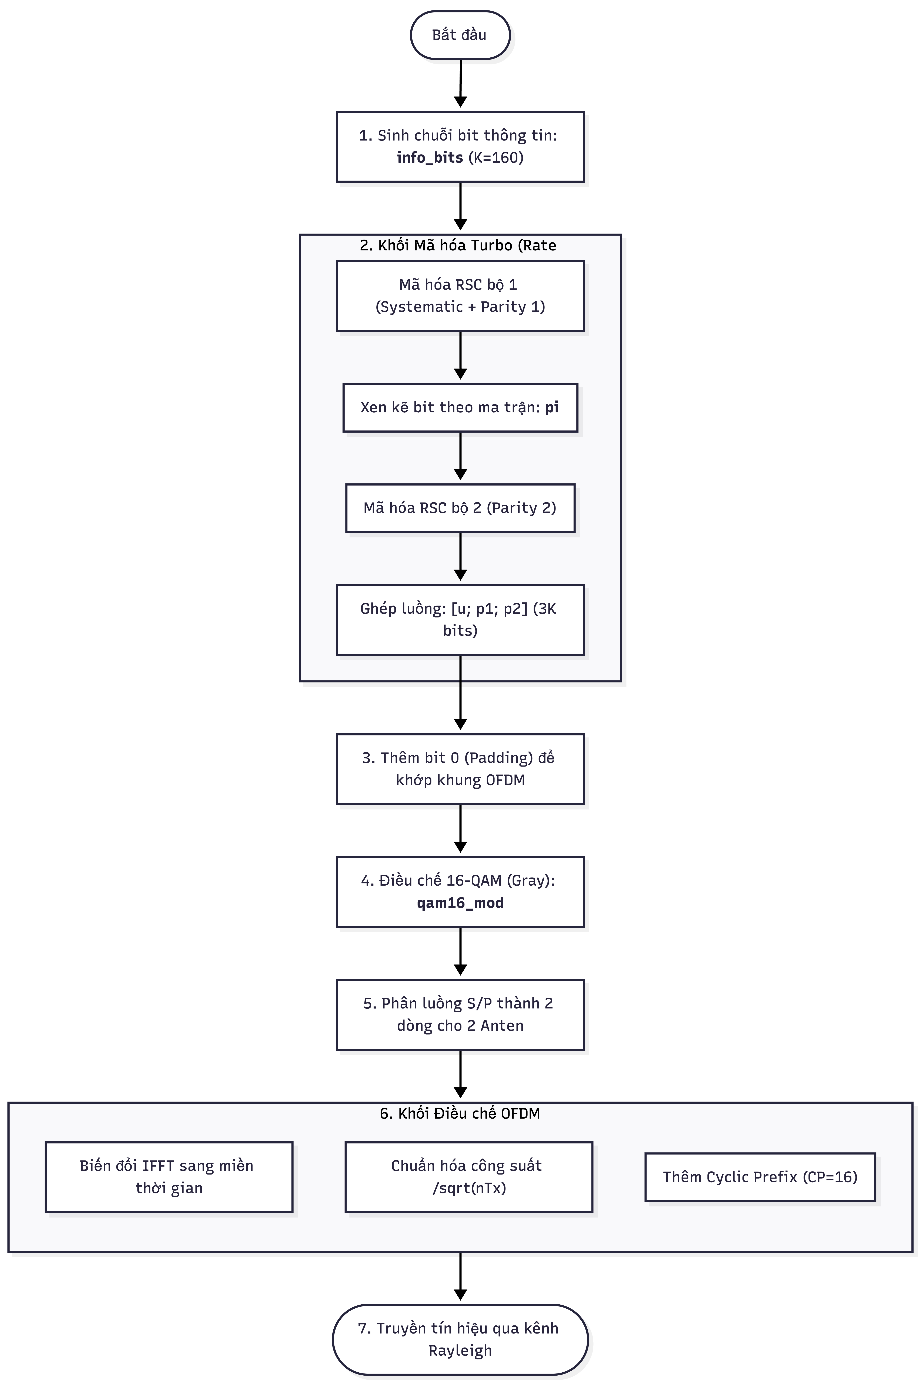 Bắt đầu
1. Sinh chuỗi bit thông tin:
info_bits (K=160)
2. Khối Mã hóa Turbo (Rate
Mã hóa RSC bộ 1
(Systematic + Parity 1)
Xen kẽ bit theo ma trận: pi
Mã hóa RSC bộ 2 (Parity 2)
Ghép luồng: [u; p1; p2] (3K
bits)
3. Thêm bit 0 (Padding) để
khớp khung OFDM
4. Điều chế 16-QAM (Gray):
qam16_mod
5. Phân luồng S/P thành 2
dòng cho 2 Anten
6. Khối Điều chế OFDM
Biến đổi IFFT sang miền
thời gian
Chuẩn hóa công suất
/sqrt(nTx)
Thêm Cyclic Prefix (CP=16)
7. Truyền tín hiệu qua kênh
Rayleigh